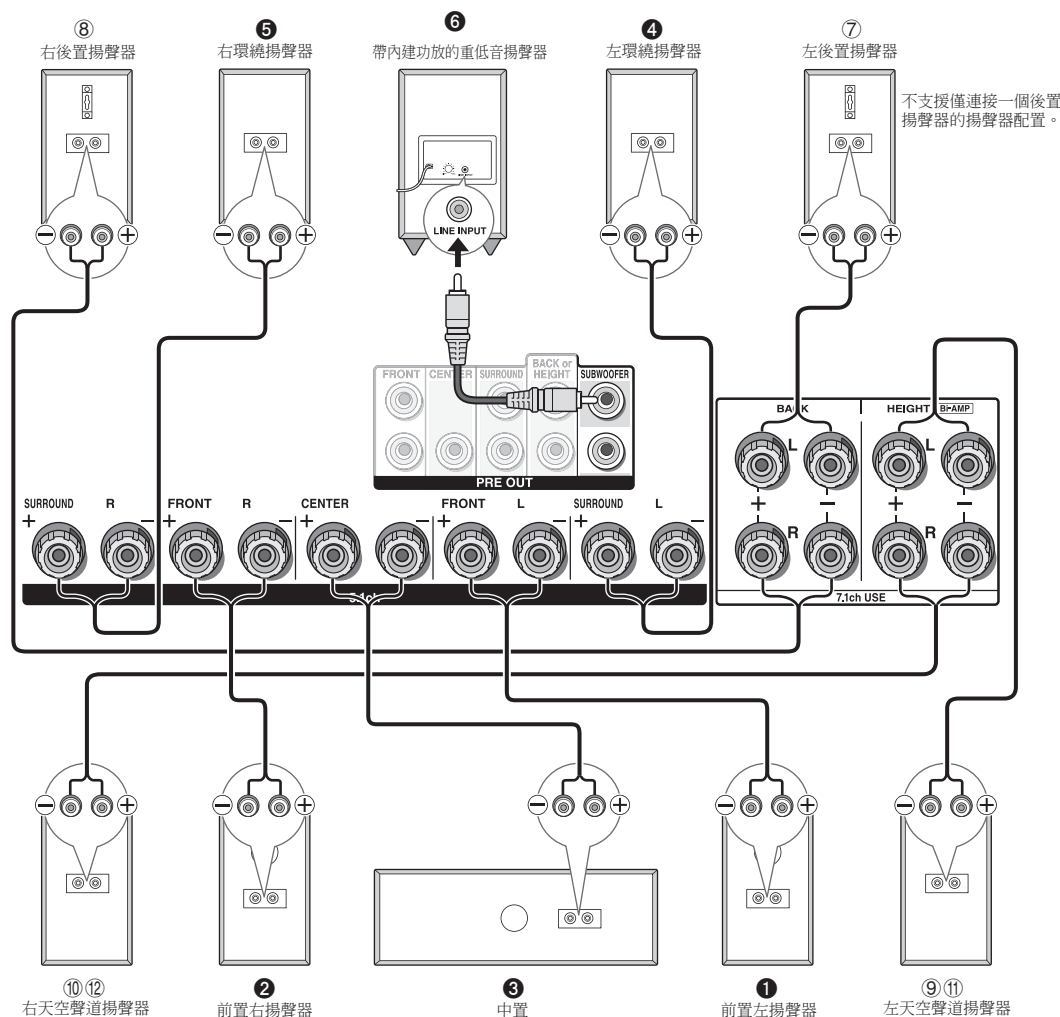 ⑧
右後置揚聲器
❺
右環繞揚聲器
❻
帶內建功放的重低音揚聲器
❹
左環繞揚聲器
⑦
左後置揚聲器
不支援僅連接一個後置
揚聲器的揚聲器配置。
LINE INPUT
− + − + − + − +
FRONT CENTER SURROUND BACK or HEIGHT SUBWOOFER
PRE OUT
BACK HEIGHT Bi-AMP
L L
+ − + −
R R
7.1ch USE
SURROUND R FRONT R CENTER FRONT L SURROUND L
+ − + − + − + − + −
− + − + − + − + − +
⑩⑫
右天空聲道揚聲器
❷
前置右揚聲器
❸
中置
❶
前置左揚聲器
⑨⑪
左天空聲道揚聲器